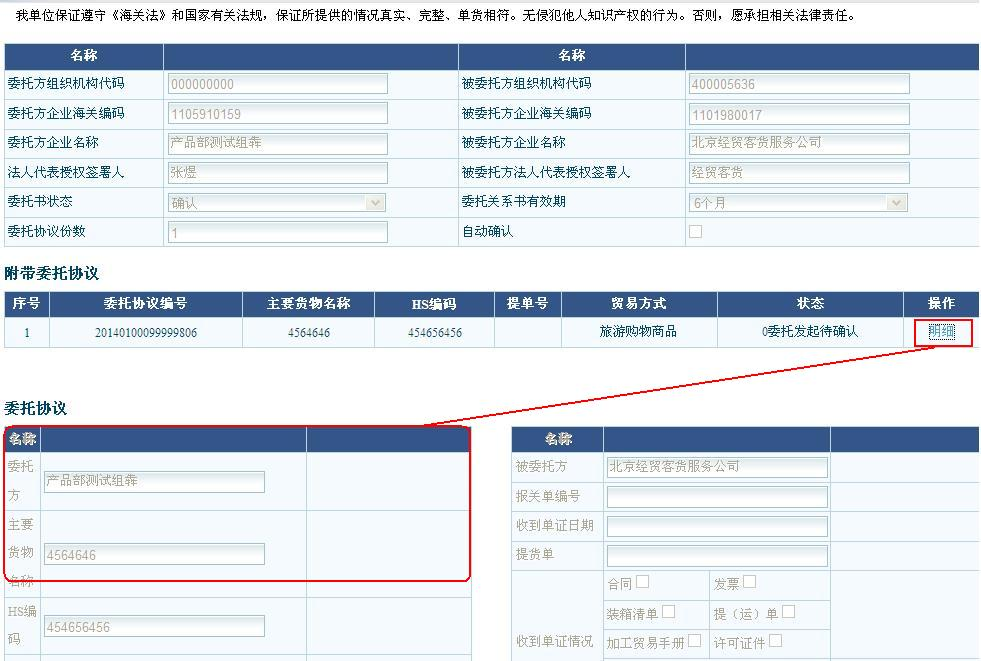 我单位保证遵守《海关法》和国家有关法规，保证所提供的情况真实、完整、单货相符。无侵犯他人知识产权的行为。否则，愿承担相关法律责任。
名称 名称
委托方组织机构代码 000000000 被委托方组织机构代码 400005636
委托方企业海关编码 1105910159 被委托方企业海关编码 1101980017
委托方企业名称 产品部测试组犇 被委托方企业名称 北京经贸客货服务公司
法人代表授权签署人 张煜 被委托方法人代表授权签署人 经贸客货
委托书状态 确认 委托关系书有效期 6个月
委托协议份数 1 自动确认
附带委托协议
序号 委托协议编号 主要货物名称 HS编码 提单号 贸易方式 状态 操作
1 20140100099999806 4564646 454656456 旅游购物商品 0委托发起待确认 明细
委托协议
名称 名称
委托方 产品部测试组犇 被委托方 北京经贸客货服务公司
报关单编号
主要货物名称 4564646 收到单证日期
提货单
合同 发票
HS编码 454656456 装箱清单 提（运）单
收到单证情况 加工贸易手册 许可证件